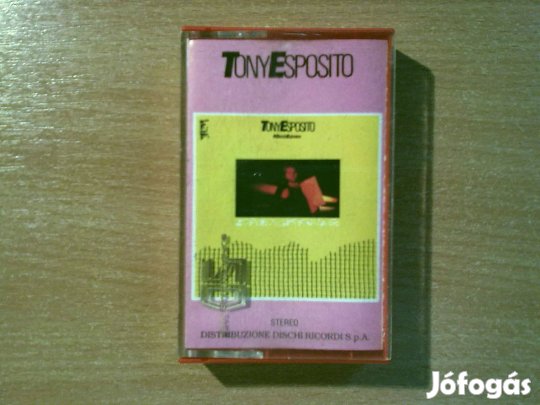 TONYESPOSITO
TONYESPOSITO
STEREO
DISTRIBUZIONE DISCHI RICORDI S.p.A.
Jófogás